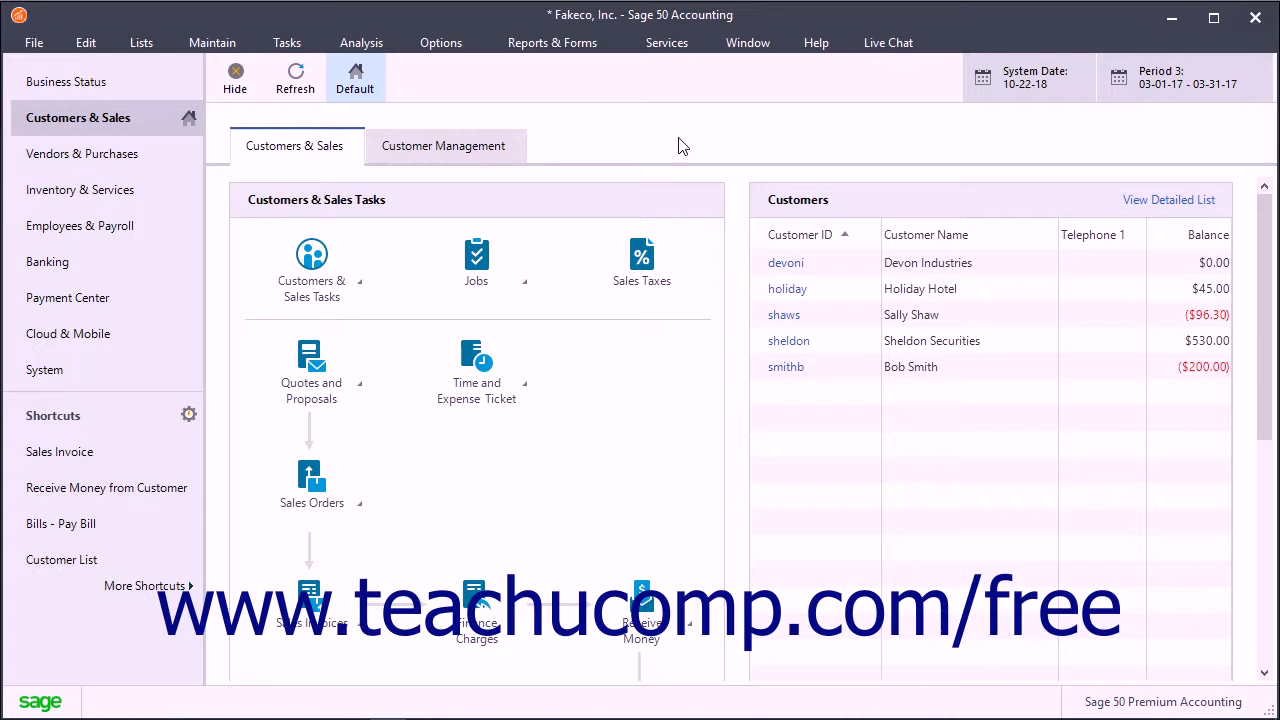 * Fakeco, Inc. - Sage 50 Accounting
File Edit Lists Maintain Tasks Analysis Options Reports & Forms Services Window Help Live Chat
Business Status
Customers & Sales
Vendors & Purchases
Inventory & Services
Employees & Payroll
Banking
Payment Center
Cloud & Mobile
System
Shortcuts
Sales Invoice
Receive Money from Customer
Bills - Pay Bill
Customer List
More Shortcuts
Hide Refresh Default
System Date:
10-22-18
Period 3:
03-01-17 - 03-31-17
Customers & Sales Customer Management
Customers & Sales Tasks
Customers &
Sales Tasks
Jobs
Sales Taxes
Quotes and
Proposals
Time and
Expense Ticket
Sales Orders
Sales Invoices
Finance
Charges
Receive
Money
Customers View Detailed List
Customer ID Customer Name Telephone 1 Balance
devoni Devon Industries $0.00
holiday Holiday Hotel $45.00
shaws Sally Shaw ($96.30)
sheldon Sheldon Securities $530.00
smithb Bob Smith ($200.00)
www.teachucomp.com/free
sage
Sage 50 Premium Accounting